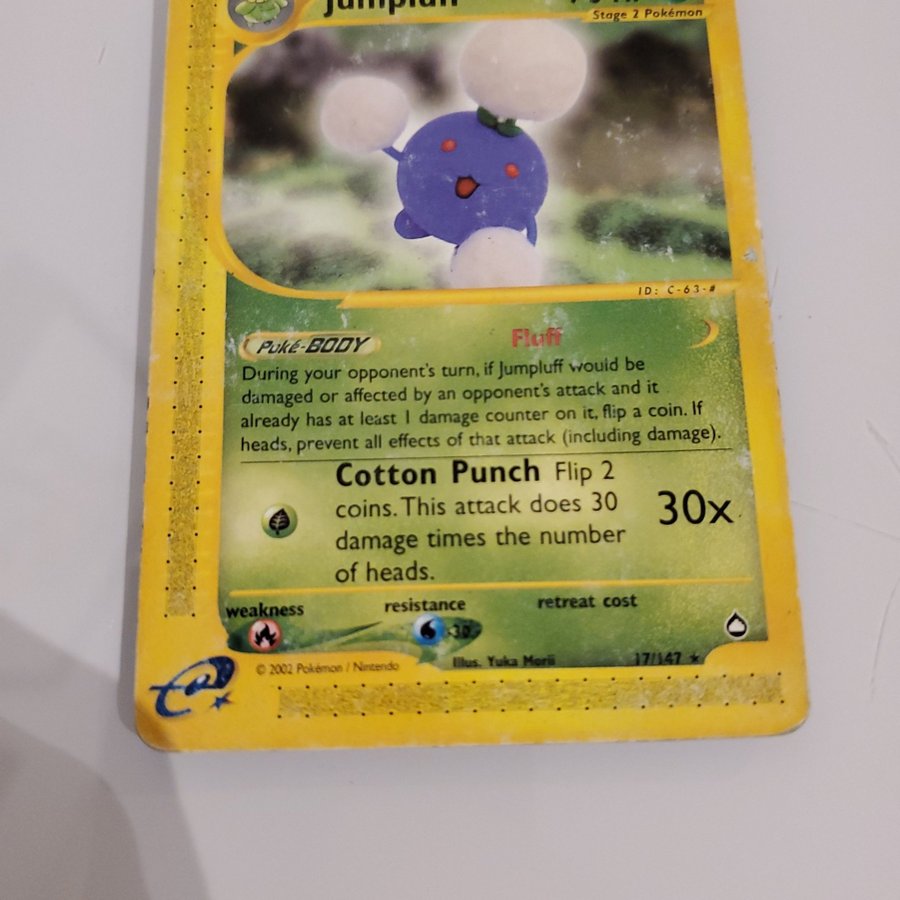 Jumpluff
Stage 2 Pokémon
ID: C-63-#
Poké-BODY
Fluff
During your opponent's turn, if Jumpluff would be
damaged or affected by an opponent's attack and it
already has at least 1 damage counter on it, flip a coin. If
heads, prevent all effects of that attack (including damage).
Cotton Punch Flip 2
coins. This attack does 30
damage times the number
of heads.
30x
weakness resistance retreat cost
-30
© 2002 Pokémon / Nintendo Illus. Yuka Morii 17/147 ★